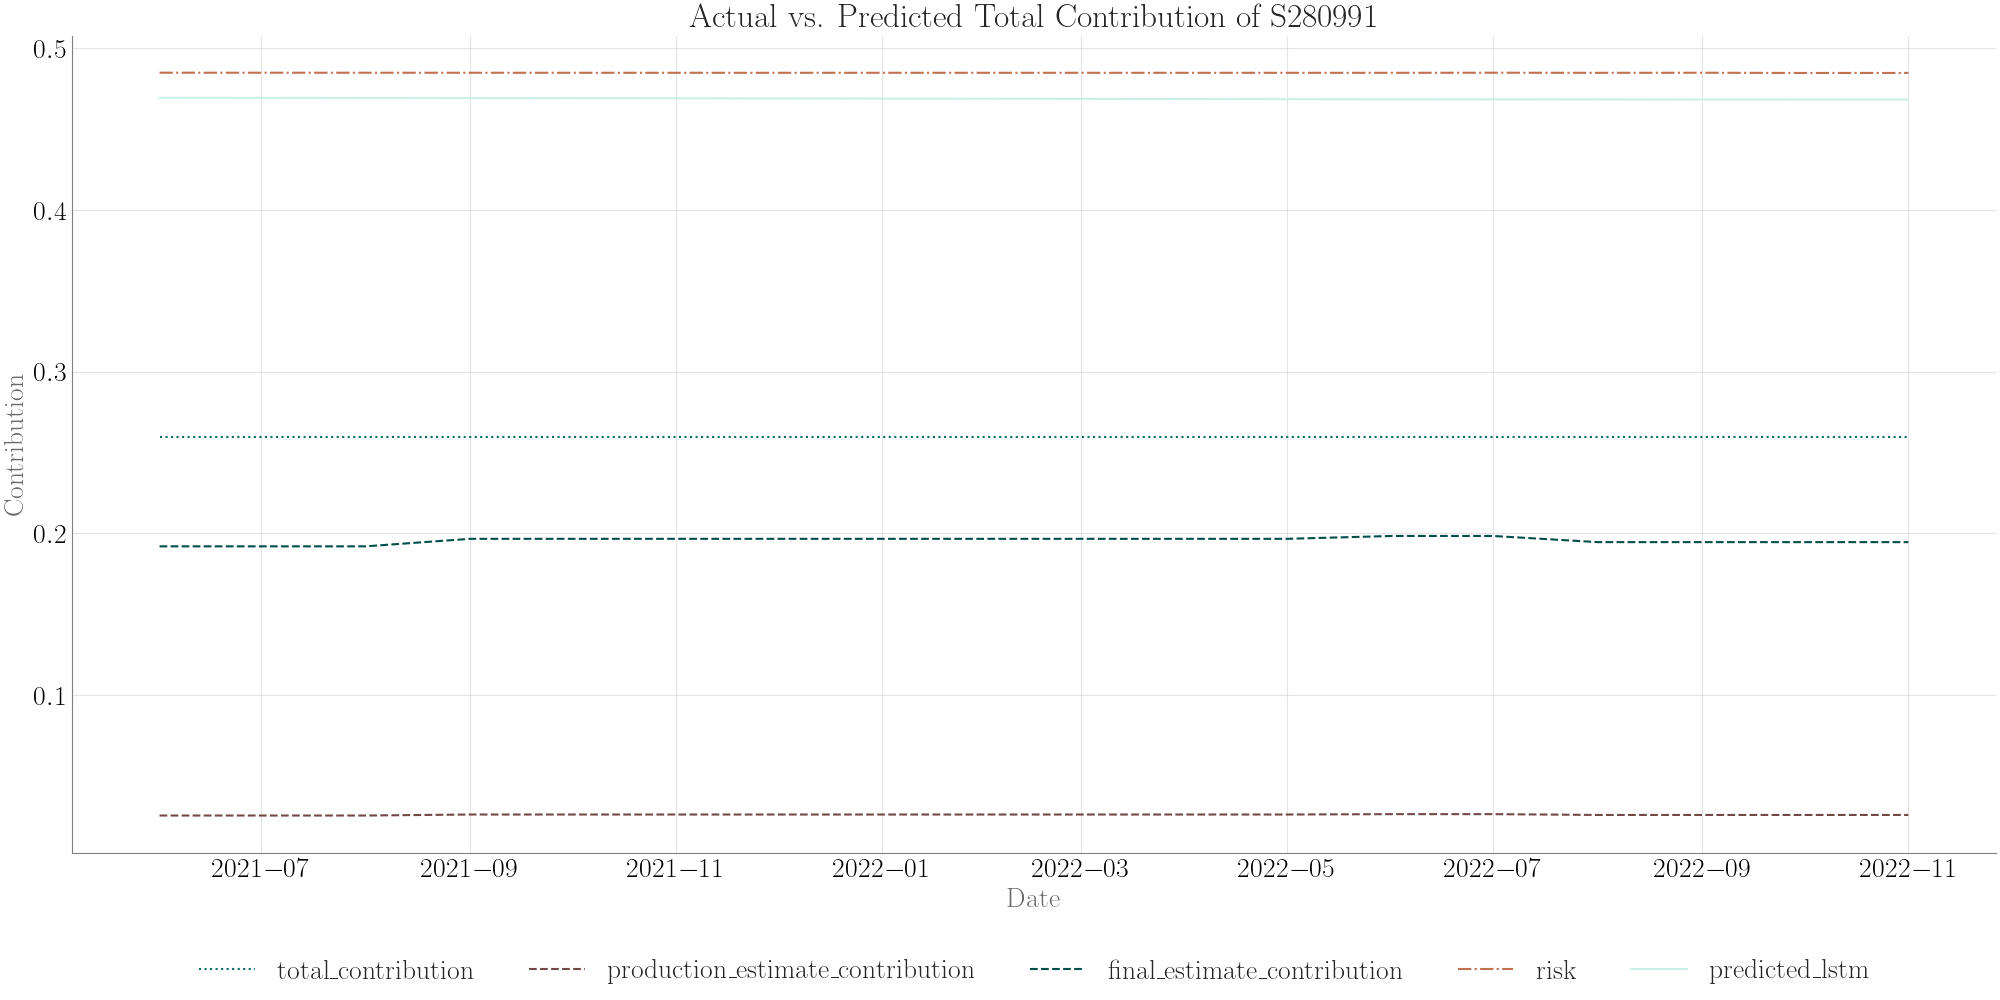 Actual vs. Predicted Total Contribution of S280991
0.5
0.4
0.3
0.2
0.1
Contribution
2021−07 2021−09 2021−11 2022−01 2022−03 2022−05 2022−07 2022−09 2022−11
Date
total_contribution production_estimate_contribution final_estimate_contribution risk predicted_lstm